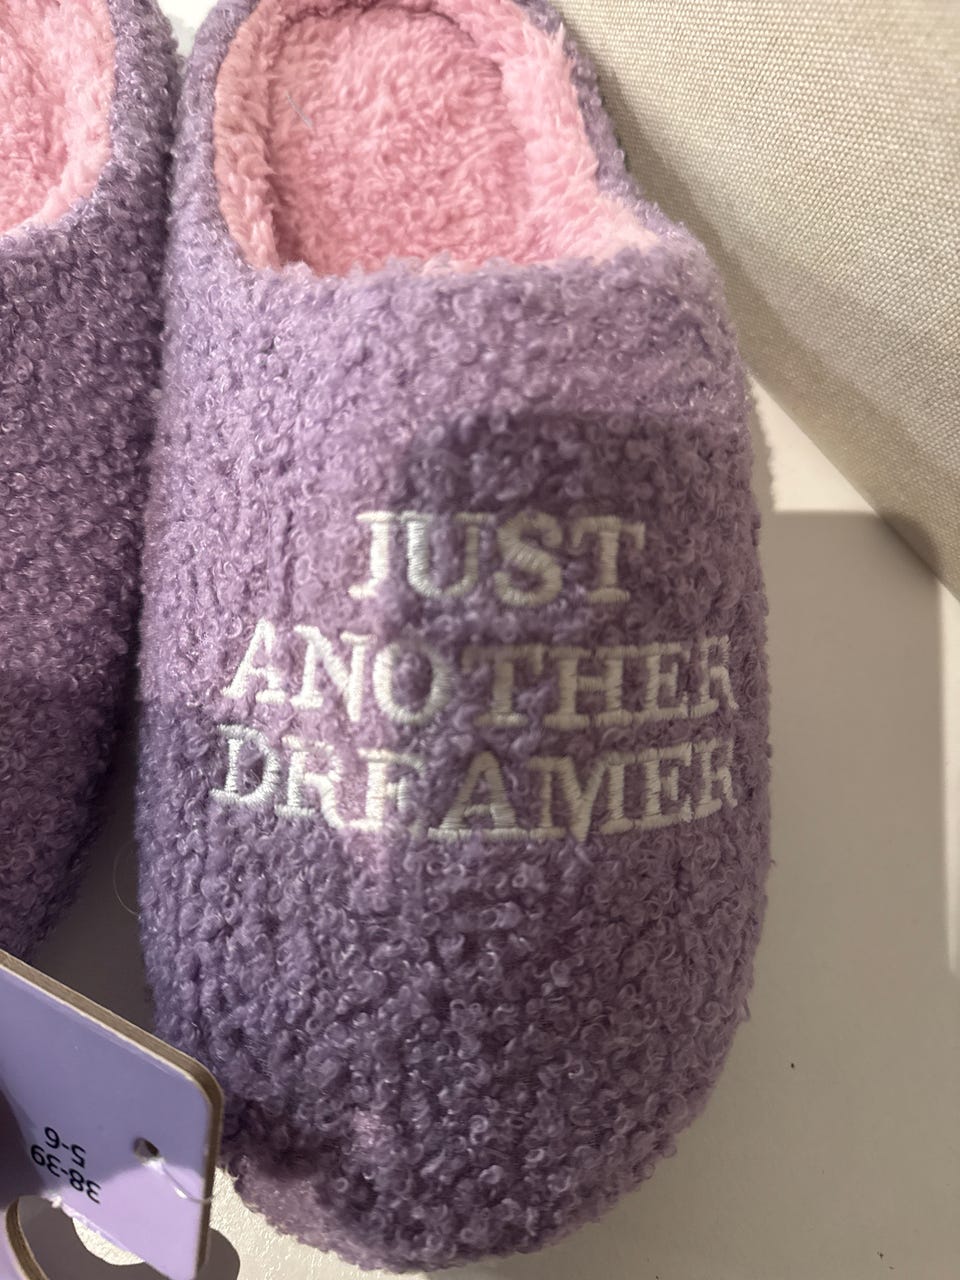 JUST
ANOTHER
DREAMER
38-39
5-6